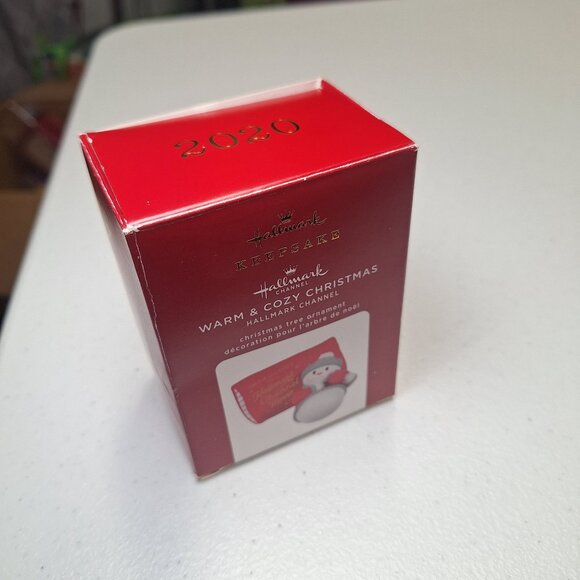 2020
Hallmark
KEEPSAKE
Hallmark
CHANNEL
WARM & COZY CHRISTMAS
HALLMARK CHANNEL
christmas tree ornament
décoration pour l'arbre de noël